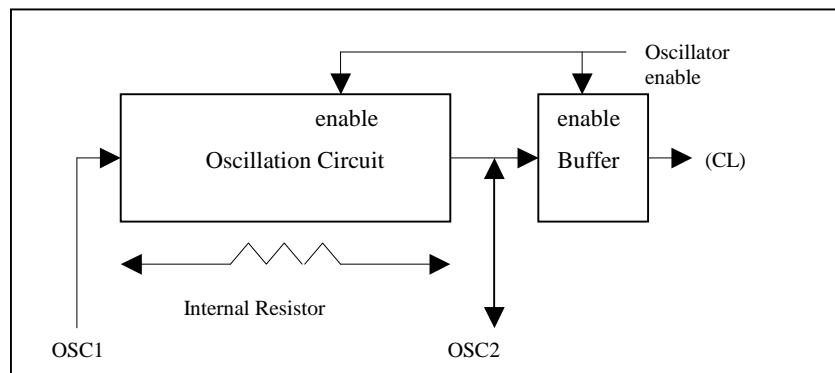 Oscillator
enable
enable
enable
Oscillation Circuit
Buffer
(CL)
Internal Resistor
OSC1
OSC2